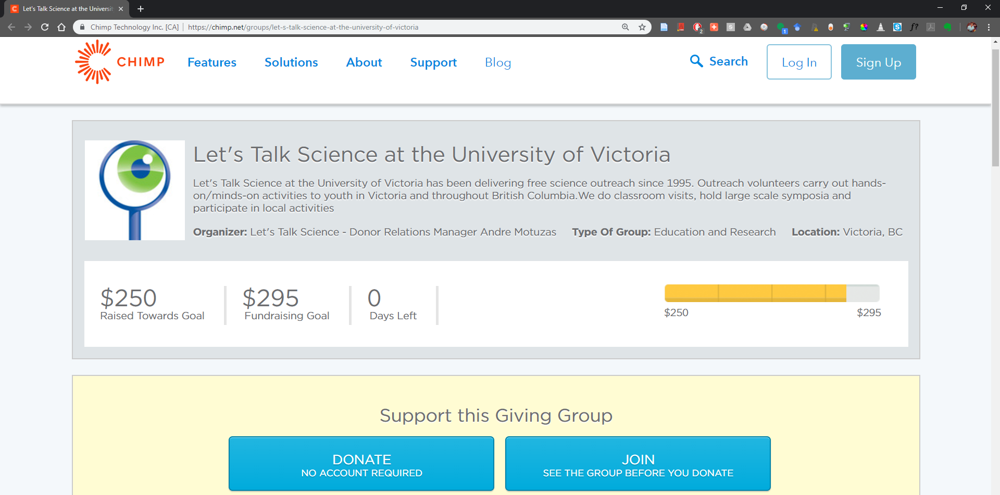 Let's Talk Science at the Universit
Chimp Technology Inc. [CA] | https://chimp.net/groups/let-s-talk-science-at-the-university-of-victoria
2
1
f?
CHIMP
Features
Solutions
About
Support
Blog
Search
Log In
Sign Up
Let's Talk Science at the University of Victoria
Let's Talk Science at the University of Victoria has been delivering free science outreach since 1995. Outreach volunteers carry out hands-
on/minds-on activities to youth in Victoria and throughout British Columbia.We do classroom visits, hold large scale symposia and
participate in local activities
Organizer: Let's Talk Science - Donor Relations Manager Andre Motuzas Type Of Group: Education and Research Location: Victoria, BC
$250
Raised Towards Goal
$295
Fundraising Goal
0
Days Left
$250
$295
Support this Giving Group
DONATE
NO ACCOUNT REQUIRED
JOIN
SEE THE GROUP BEFORE YOU DONATE